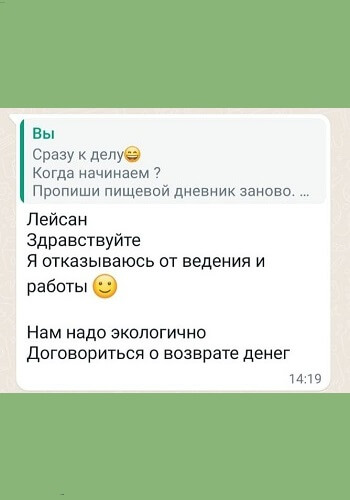 Вы
Сразу к делу😄
Когда начинаем ?
Пропиши пищевой дневник заново. ...
Лейсан
Здравствуйте
Я отказываюсь от ведения и
работы 🙂
Нам надо экологично
Договориться о возврате денег
14:19